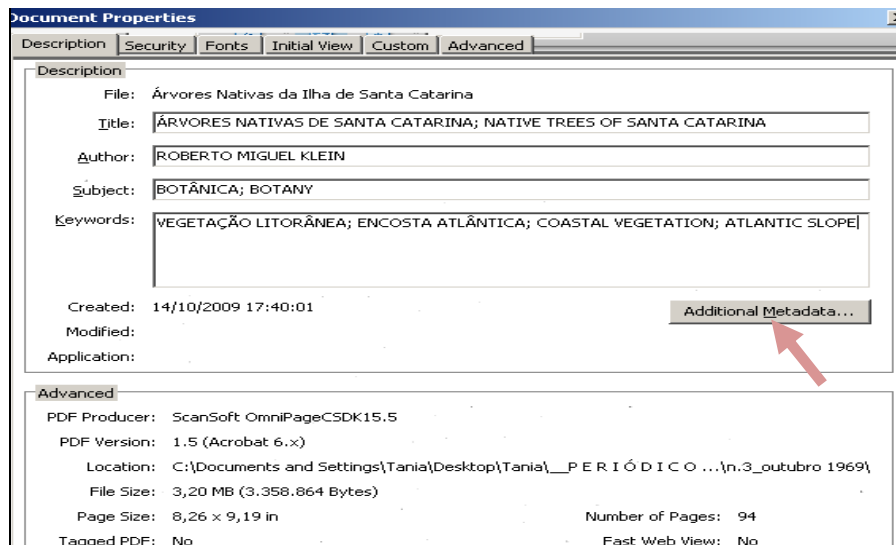 Document Properties
Description Security Fonts Initial View Custom Advanced
Description
File: Árvores Nativas da Ilha de Santa Catarina
Title: ÁRVORES NATIVAS DE SANTA CATARINA; NATIVE TREES OF SANTA CATARINA
Author: ROBERTO MIGUEL KLEIN
Subject: BOTÂNICA; BOTANY
Keywords: VEGETAÇÃO LITORÂNEA; ENCOSTA ATLÂNTICA; COASTAL VEGETATION; ATLANTIC SLOPE
Created: 14/10/2009 17:40:01
Additional Metadata...
Modified:
Application:
Advanced
PDF Producer: ScanSoft OmniPageCSDK15.5
PDF Version: 1.5 (Acrobat 6.x)
Location: C:\Documents and Settings\Tania\Desktop\Tania\__P E R I Ó D I C O ...\n.3_outubro 1969\
File Size: 3,20 MB (3.358.864 Bytes)
Page Size: 8,26 x 9,19 in Number of Pages: 94
Tagged PDF: No Fast Web View: No